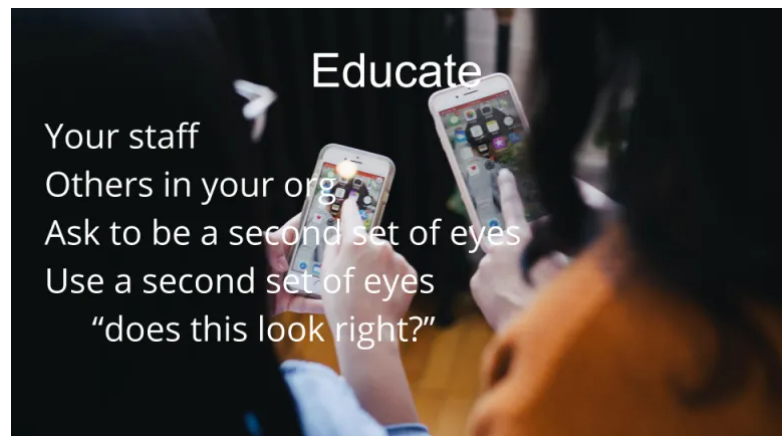 Educate
Your staff
Others in your org
Ask to be a second set of eyes
Use a second set of eyes
“does this look right?”